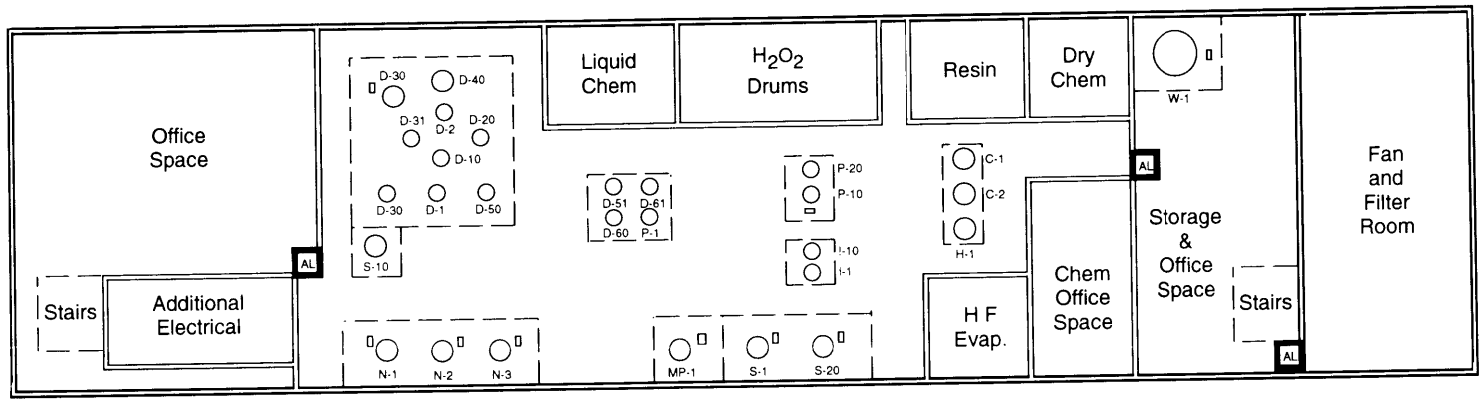 Office
Space
D-30
D-40
D-31
D-2
D-20
D-10
D-30
D-1
D-50
S-10
AL
Stairs
Additional
Electrical
N-1
N-2
N-3
Liquid
Chem
H₂O₂
Drums
D-51
D-61
D-60
P-1
P-20
P-10
I-10
I-1
MP-1
S-1
S-20
Resin
Dry
Chem
C-1
C-2
H-1
H F
Evap.
Chem
Office
Space
AL
W-1
Storage
&
Office
Space
Stairs
AL
Fan
and
Filter
Room